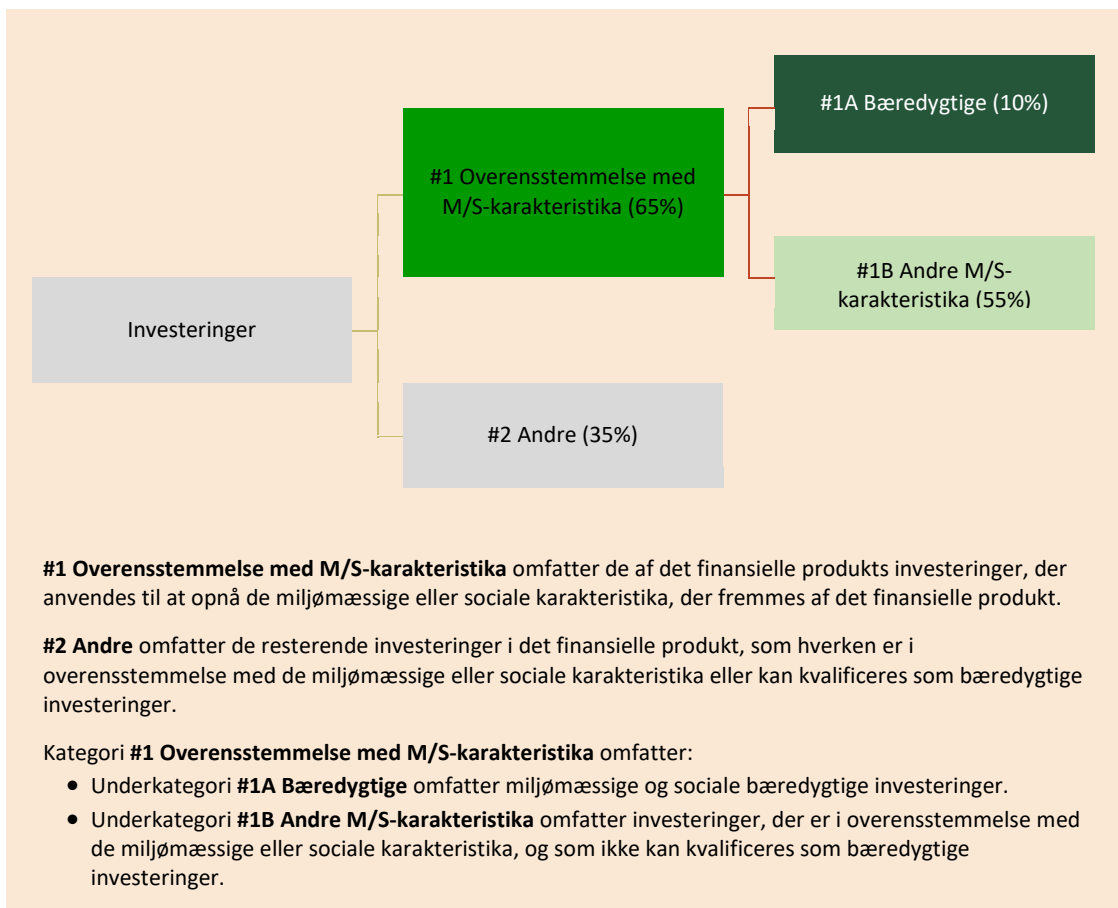 #1A Bæredygtige (10%)
#1 Overensstemmelse med
M/S-karakteristika (65%)
#1B Andre M/S-
karakteristika (55%)
Investeringer
#2 Andre (35%)
#1 Overensstemmelse med M/S-karakteristika omfatter de af det finansielle produkts investeringer, der
anvendes til at opnå de miljømæssige eller sociale karakteristika, der fremmes af det finansielle produkt.
#2 Andre omfatter de resterende investeringer i det finansielle produkt, som hverken er i
overensstemmelse med de miljømæssige eller sociale karakteristika eller kan kvalificeres som bæredygtige
investeringer.
Kategori #1 Overensstemmelse med M/S-karakteristika omfatter:
• Underkategori #1A Bæredygtige omfatter miljømæssige og sociale bæredygtige investeringer.
• Underkategori #1B Andre M/S-karakteristika omfatter investeringer, der er i overensstemmelse med
de miljømæssige eller sociale karakteristika, og som ikke kan kvalificeres som bæredygtige
investeringer.